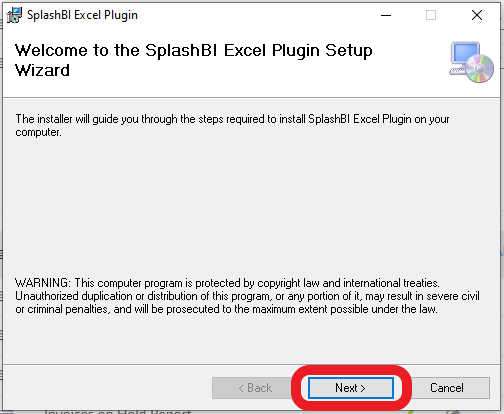 SplashBI Excel Plugin
Welcome to the SplashBI Excel Plugin Setup
Wizard
The installer will guide you through the steps required to install SplashBI Excel Plugin on your
computer.
WARNING: This computer program is protected by copyright law and international treaties.
Unauthorized duplication or distribution of this program, or any portion of it, may result in severe civil
or criminal penalties, and will be prosecuted to the maximum extent possible under the law.
< Back Next > Cancel
Invoices on Hold Report